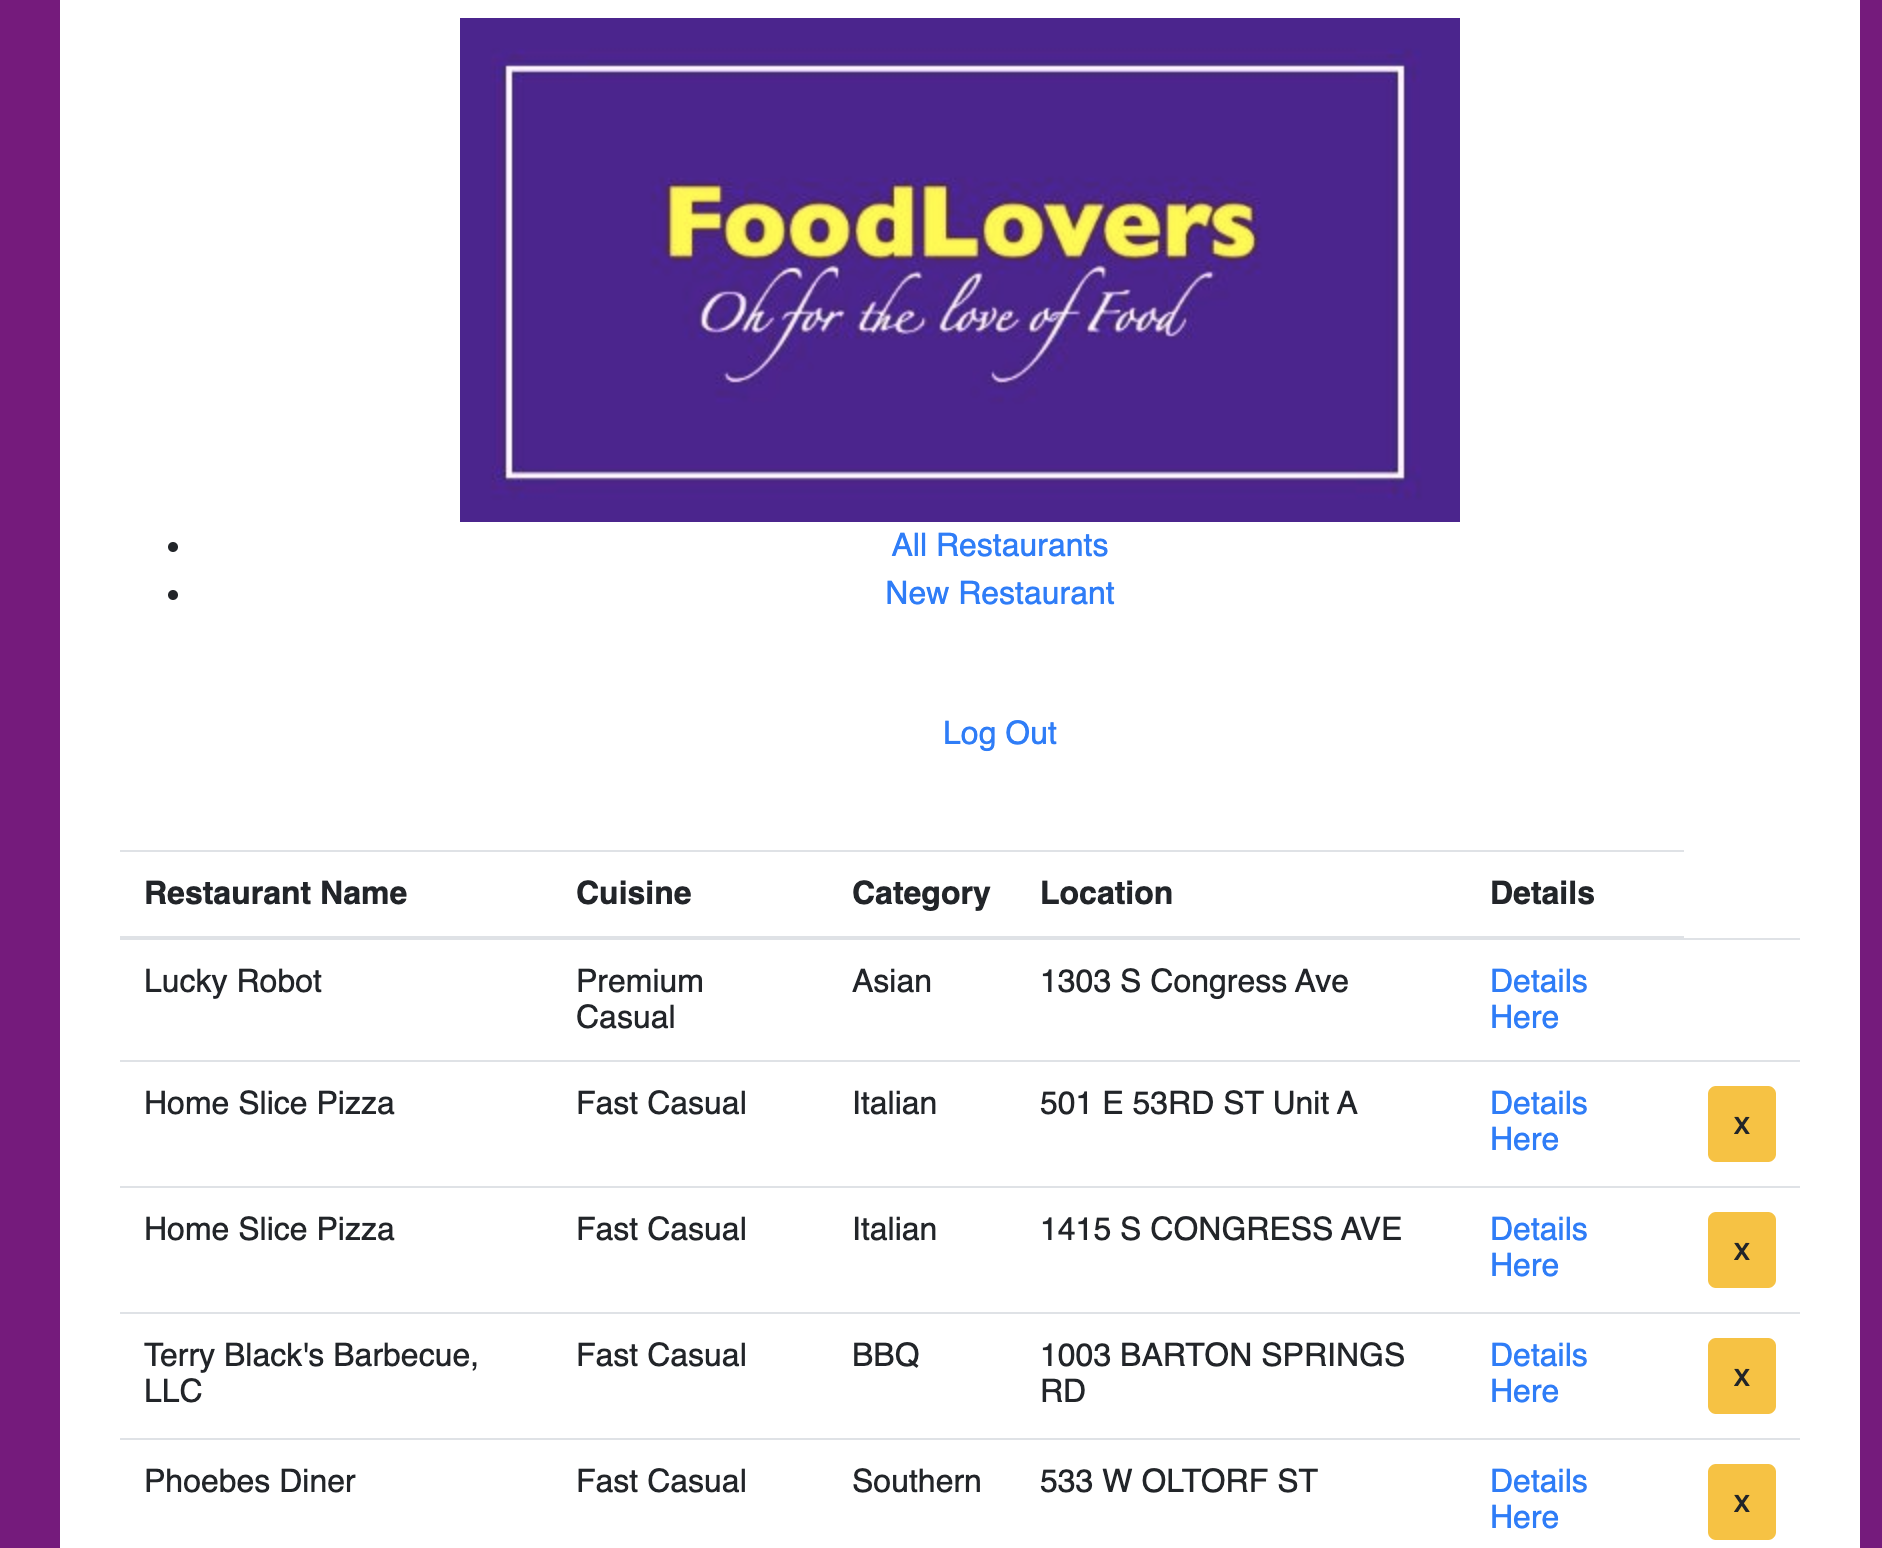 FoodLovers
Oh for the love of Food
All Restaurants
New Restaurant
Log Out
Restaurant Name Cuisine Category Location Details
Lucky Robot Premium Casual Asian 1303 S Congress Ave Details Here
Home Slice Pizza Fast Casual Italian 501 E 53RD ST Unit A Details Here x
Home Slice Pizza Fast Casual Italian 1415 S CONGRESS AVE Details Here x
Terry Black's Barbecue, LLC Fast Casual BBQ 1003 BARTON SPRINGS RD Details Here x
Phoebes Diner Fast Casual Southern 533 W OLTORF ST Details Here x